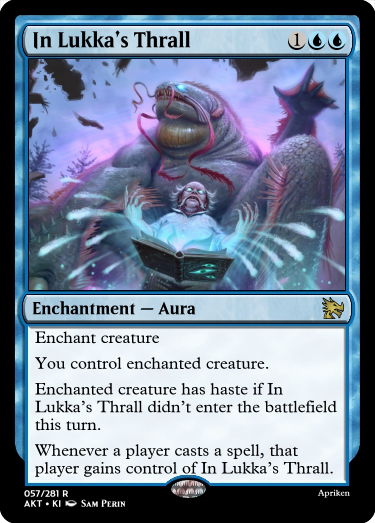 In Lukka's Thrall 1
Enchantment — Aura
Enchant creature
You control enchanted creature.
Enchanted creature has haste if In
Lukka's Thrall didn't enter the battlefield
this turn.
Whenever a player casts a spell, that
player gains control of In Lukka's Thrall.
057/281 R
Apriken
AKT • KI Sam Perin